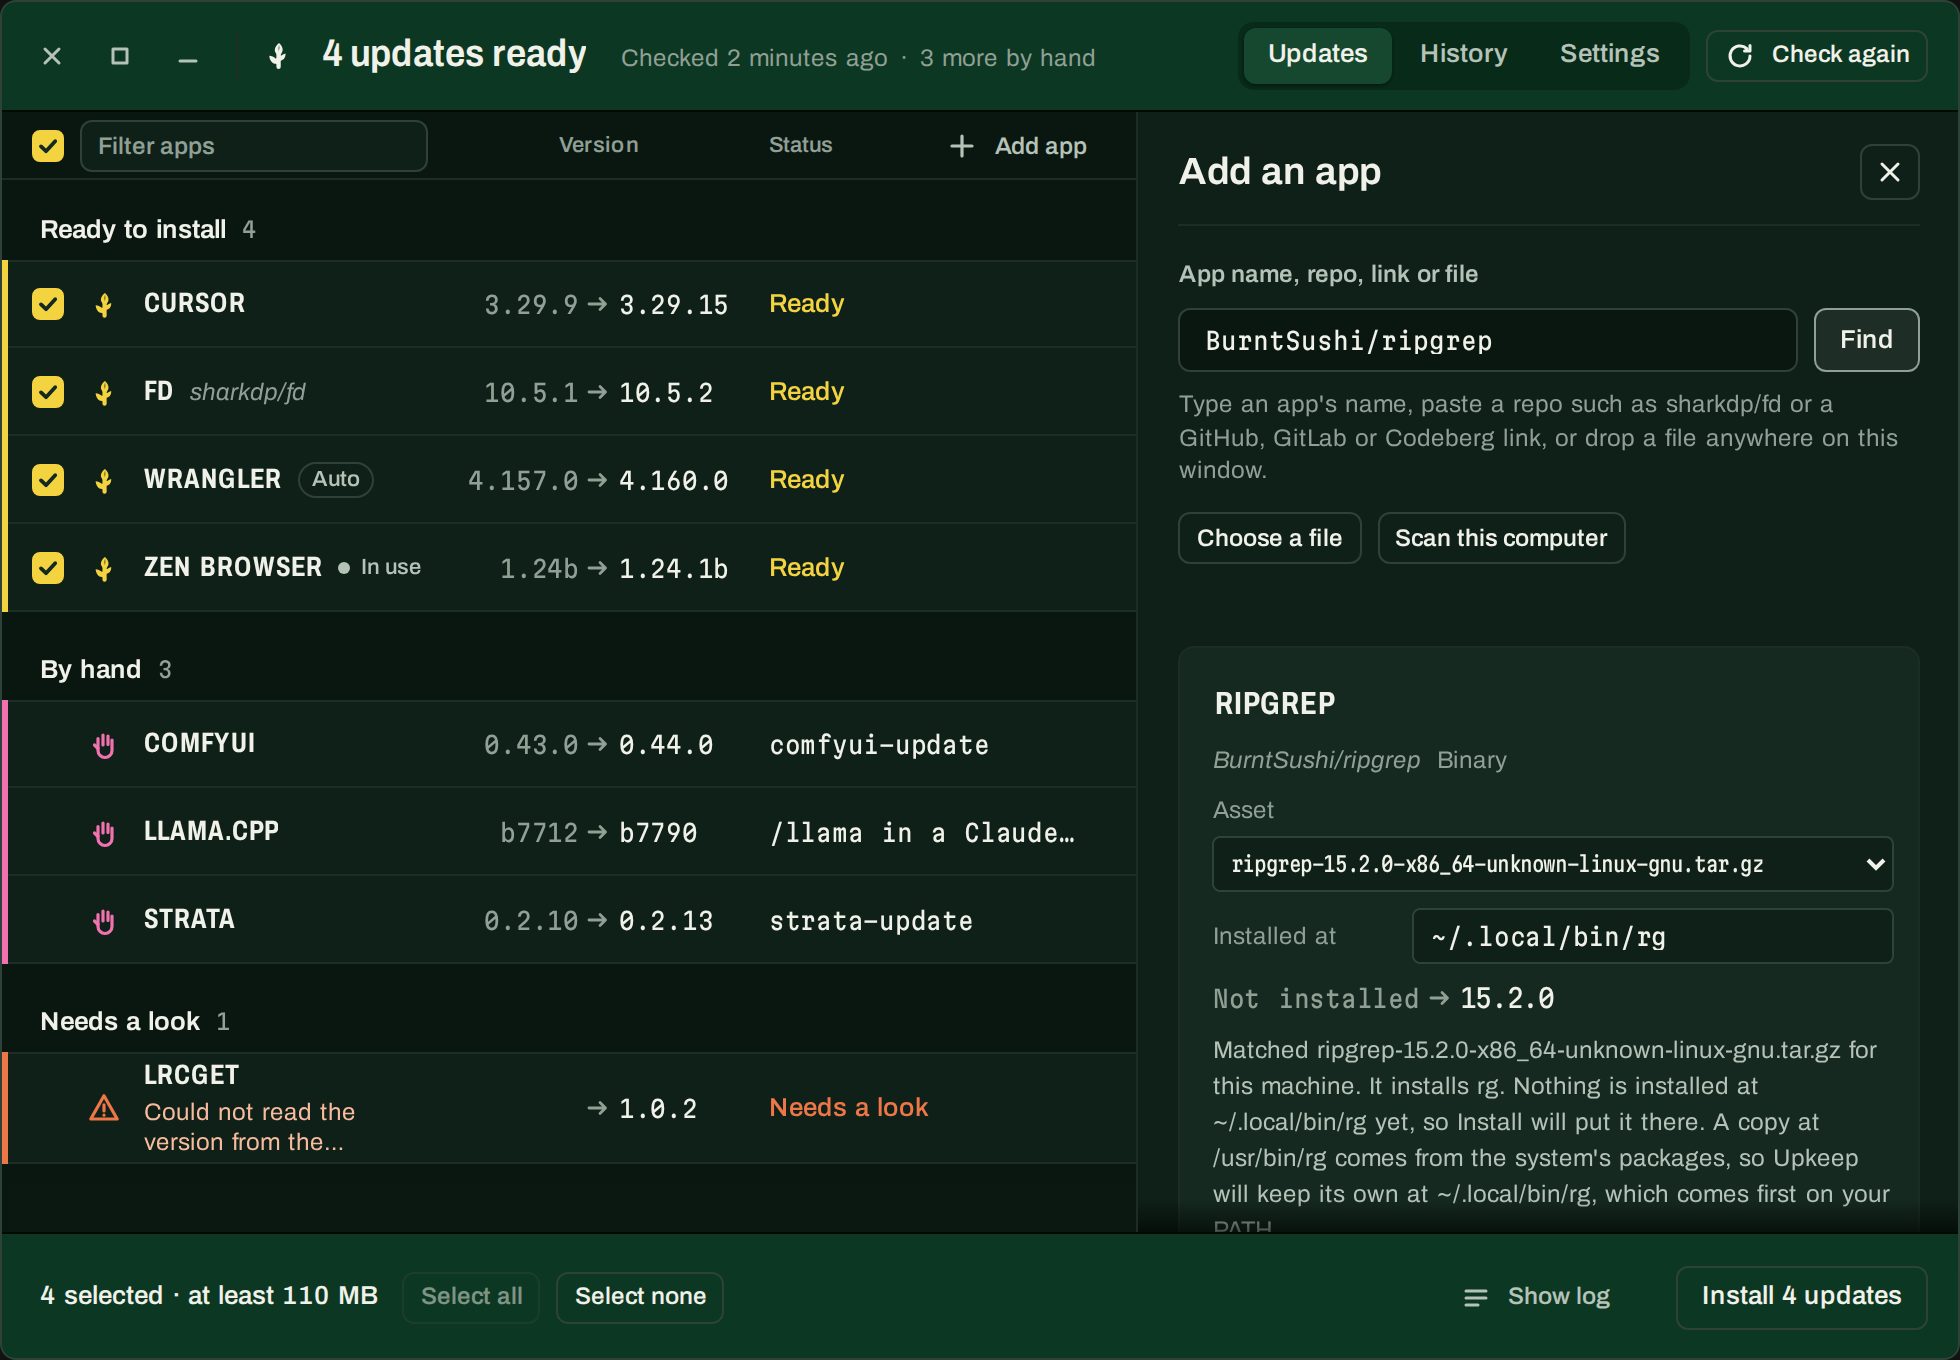 4 updates ready
Checked 2 minutes ago · 3 more by hand
Updates
History
Settings
Check again
Filter apps
Version
Status
Add app
Ready to install 4
CURSOR 3.29.9 → 3.29.15 Ready
FD sharkdp/fd 10.5.1 → 10.5.2 Ready
WRANGLER Auto 4.157.0 → 4.160.0 Ready
ZEN BROWSER • In use 1.24b → 1.24.1b Ready
By hand 3
COMFYUI 0.43.0 → 0.44.0 comfyui-update
LLAMA.CPP b7712 → b7790 /llama in a Claude…
STRATA 0.2.10 → 0.2.13 strata-update
Needs a look 1
LRCGET
Could not read the
version from the...
→ 1.0.2 Needs a look
Add an app
App name, repo, link or file
BurntSushi/ripgrep
Find
Type an app's name, paste a repo such as sharkdp/fd or a
GitHub, GitLab or Codeberg link, or drop a file anywhere on this
window.
Choose a file
Scan this computer
RIPGREP
BurntSushi/ripgrep Binary
Asset
ripgrep-15.2.0-x86_64-unknown-linux-gnu.tar.gz
Installed at ~/.local/bin/rg
Not installed → 15.2.0
Matched ripgrep-15.2.0-x86_64-unknown-linux-gnu.tar.gz for
this machine. It installs rg. Nothing is installed at
~/.local/bin/rg yet, so Install will put it there. A copy at
/usr/bin/rg comes from the system's packages, so Upkeep
will keep its own at ~/.local/bin/rg, which comes first on your
PATH
4 selected · at least 110 MB
Select all
Select none
Show log
Install 4 updates